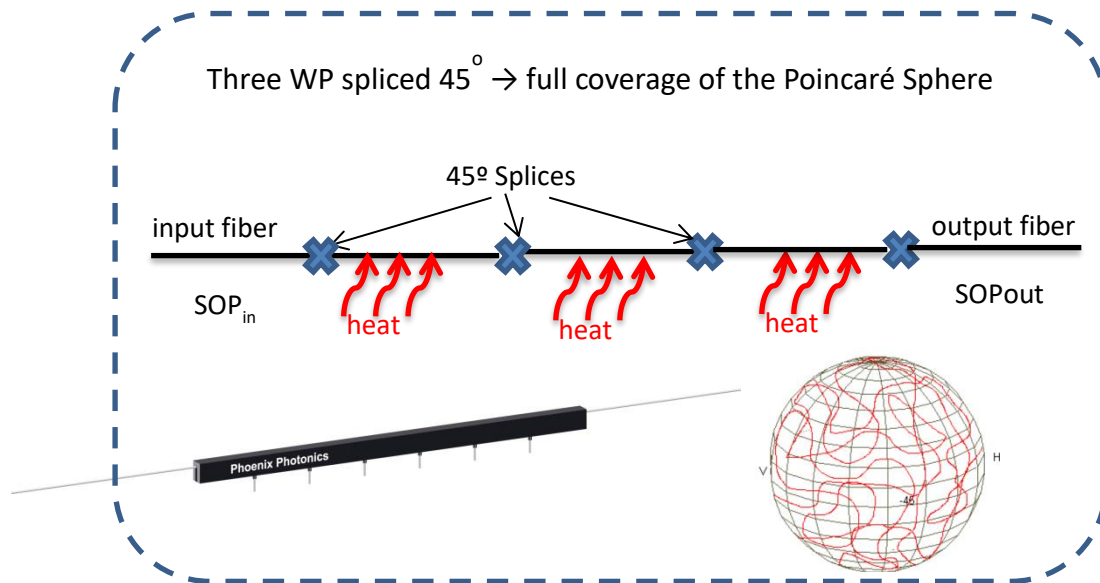 Three WP spliced 45° → full coverage of the Poincaré Sphere
45º Splices
input fiber
output fiber
SOPin
SOPout
heat
heat
heat
Phoenix Photonics
V
H
-45